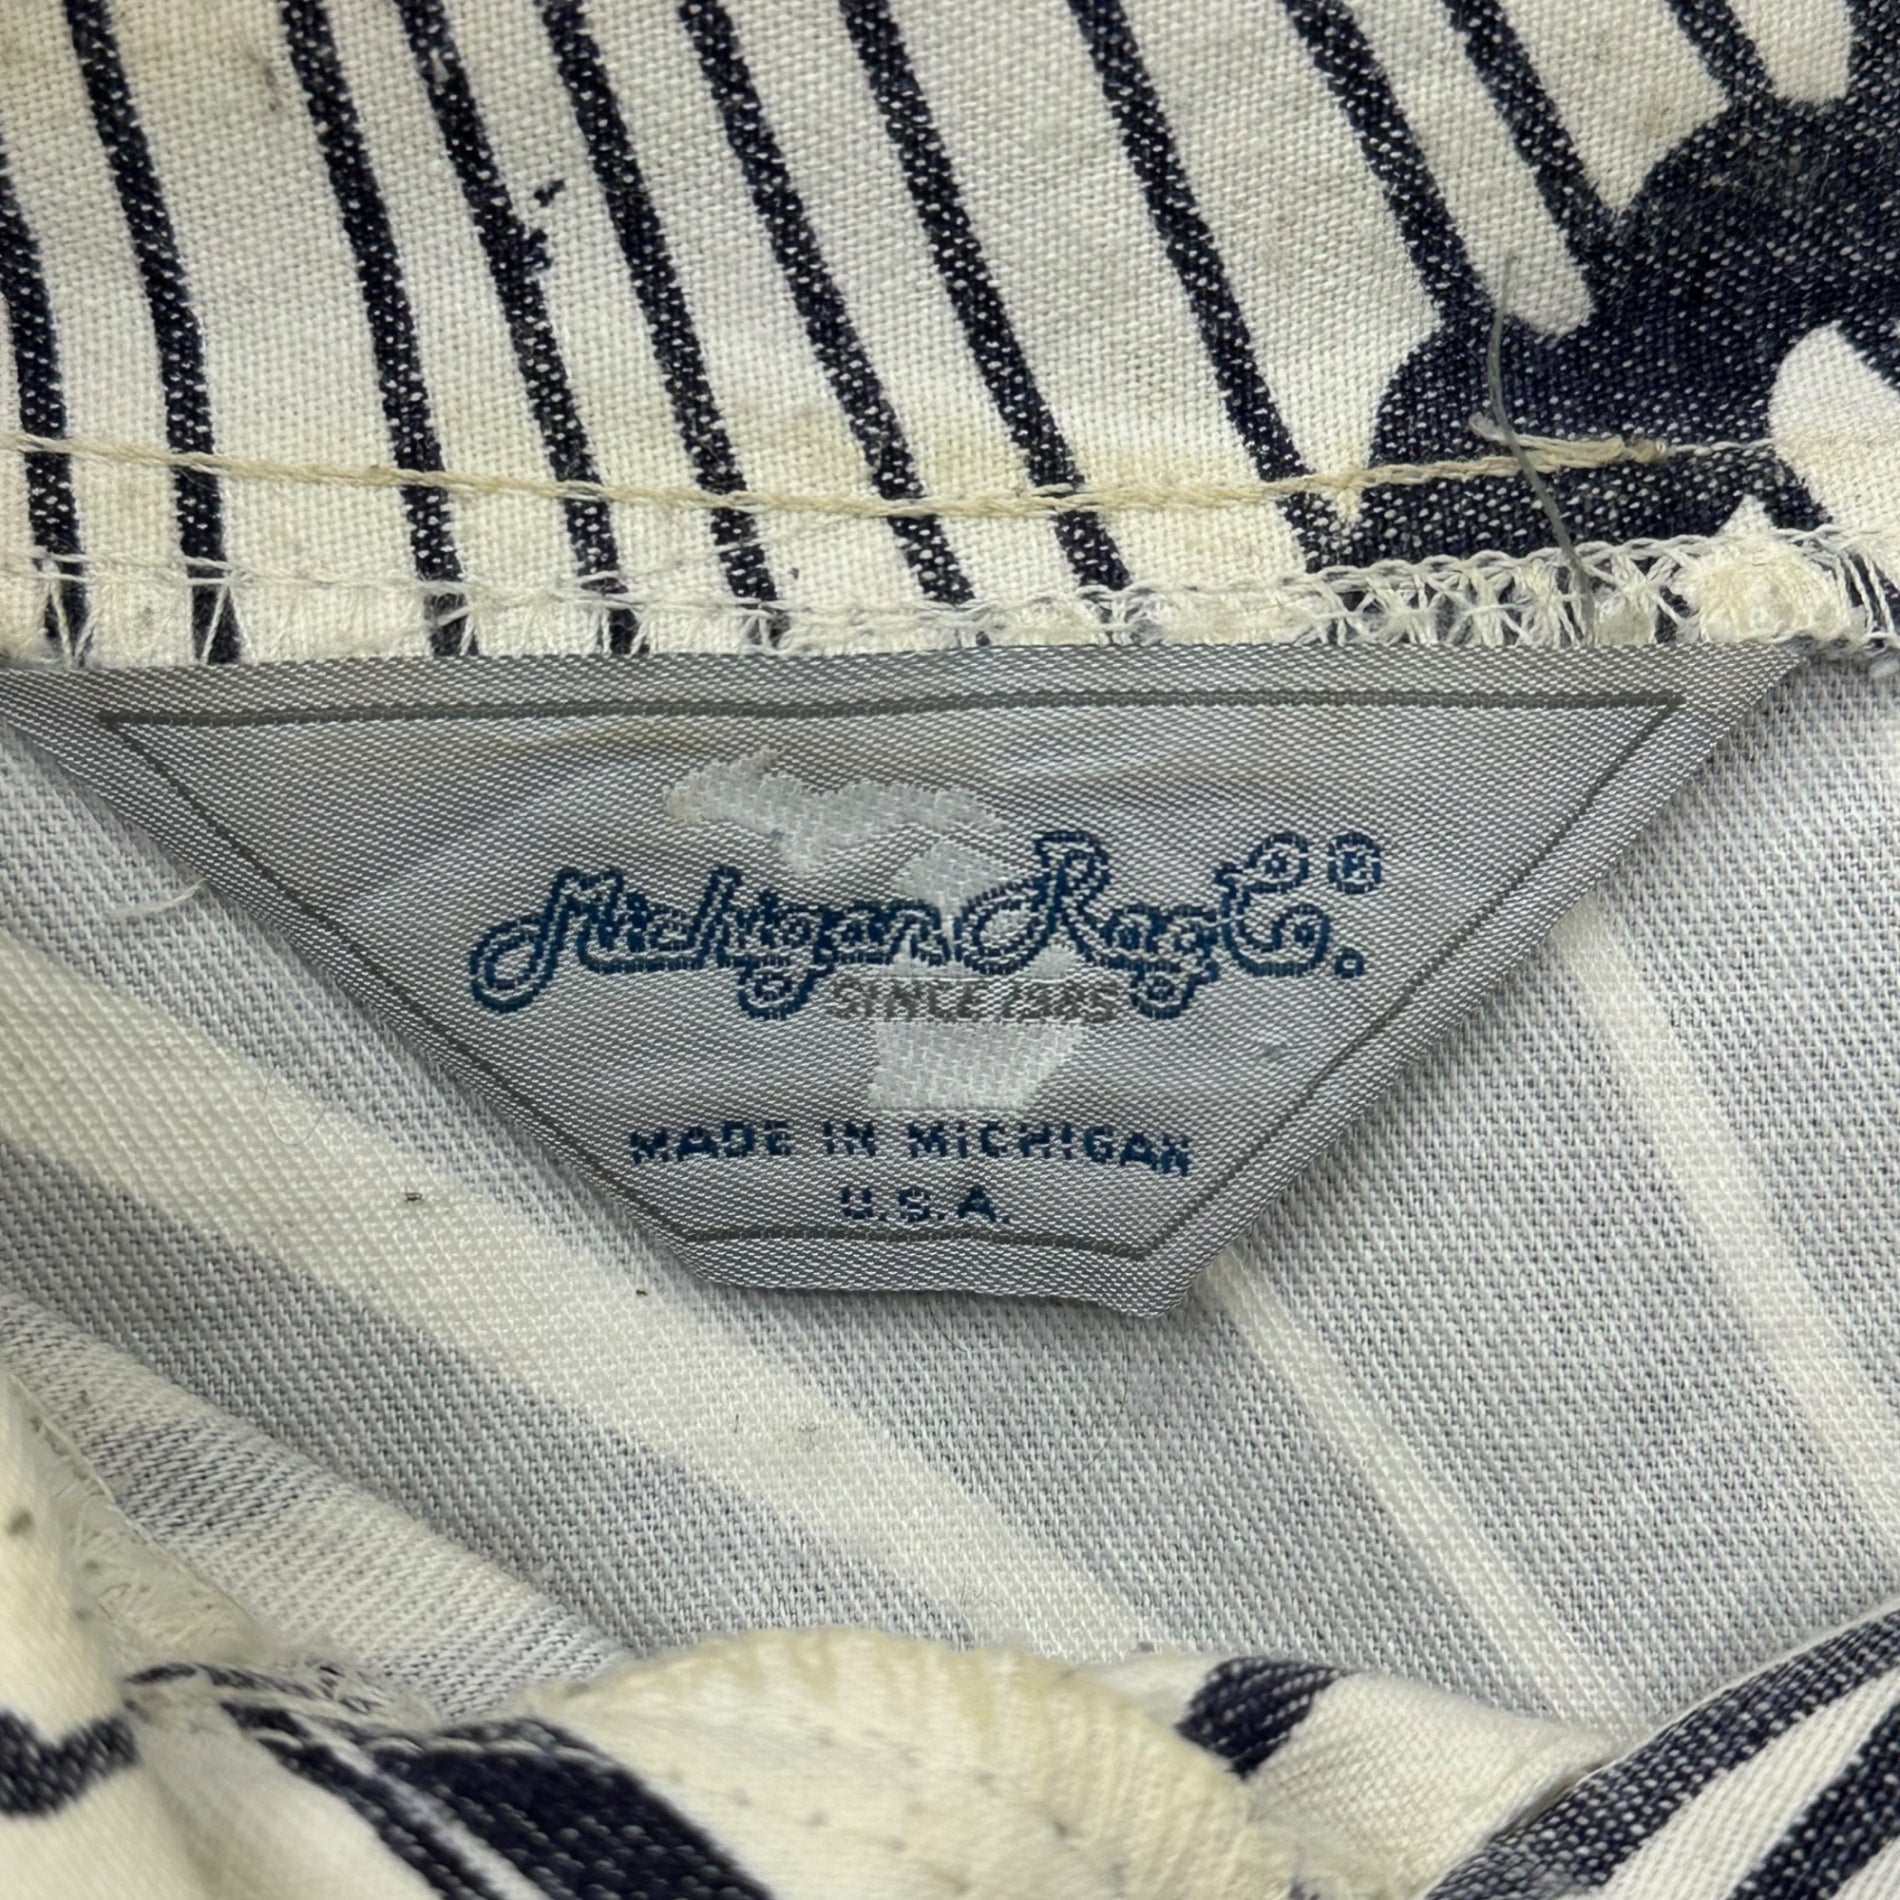 Michigan Rag Co.®
SINCE 1985
MADE IN MICHIGAN
U.S.A.